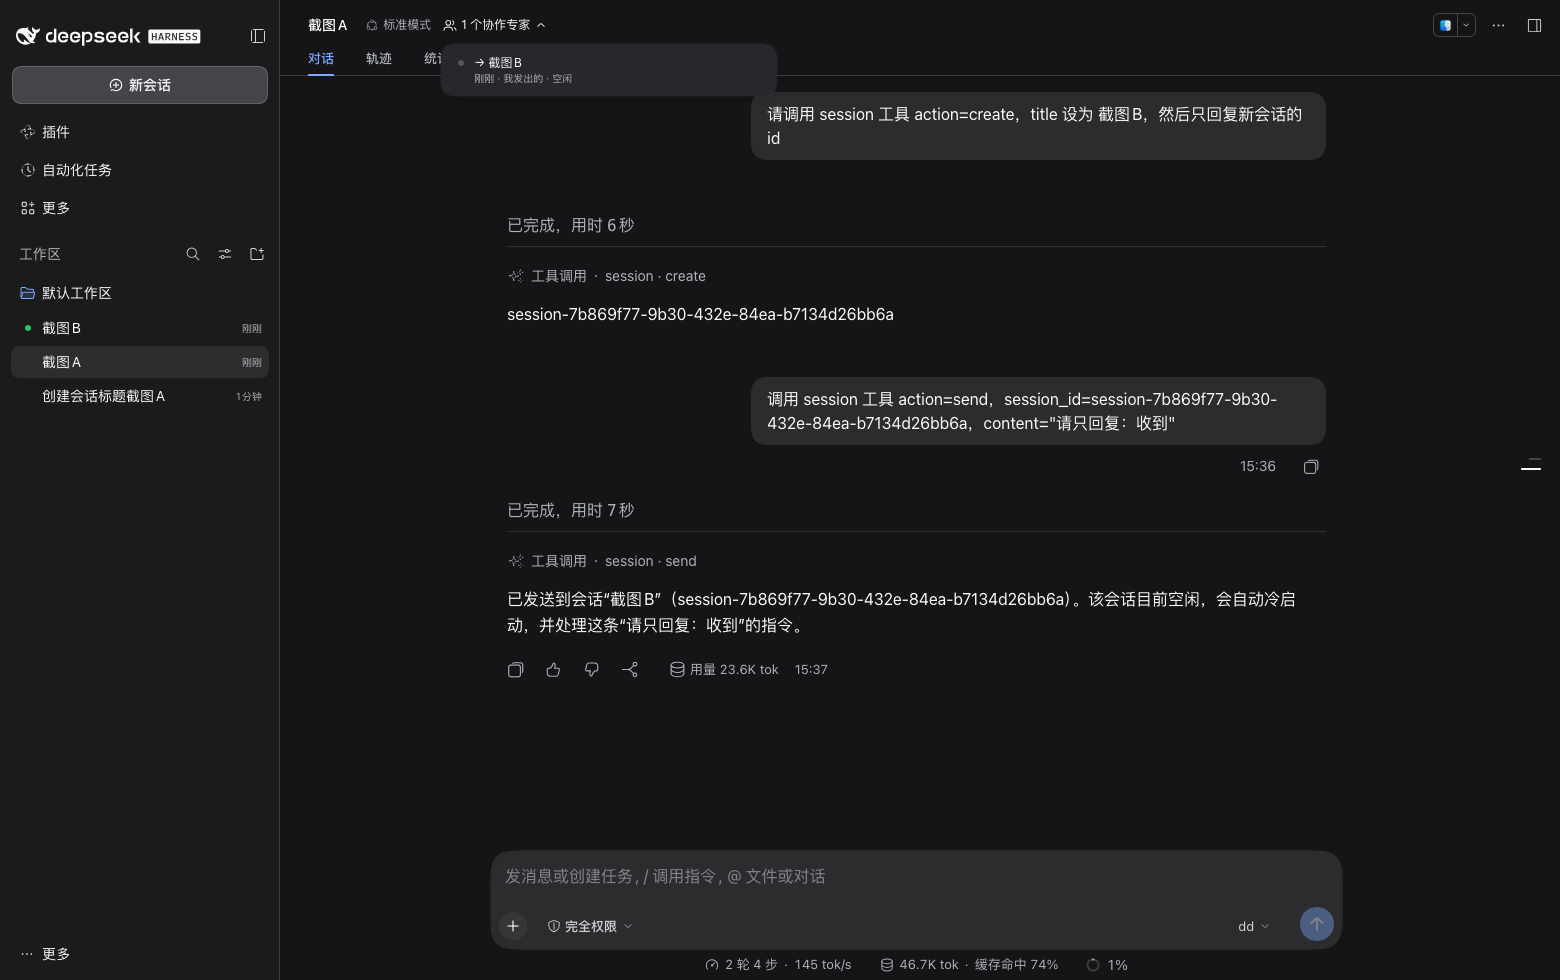 deepseek HARNESS
新会话
插件
自动化任务
更多
工作区
默认工作区
截图 B 刚刚
截图 A 刚刚
创建会话标题截图 A 1 分钟
更多
截图 A 标准模式 1 个协作专家
对话 轨迹
→ 截图 B
刚刚 · 我发出的 · 空闲
请调用 session 工具 action=create，title 设为 截图 B，然后只回复新会话的
id
已完成，用时 6 秒
工具调用 · session · create
session-7b869f77-9b30-432e-84ea-b7134d26bb6a
调用 session 工具 action=send，session_id=session-7b869f77-9b30-
432e-84ea-b7134d26bb6a，content="请只回复：收到"
15:36
已完成，用时 7 秒
工具调用 · session · send
已发送到会话“截图 B”（session-7b869f77-9b30-432e-84ea-b7134d26bb6a）。该会话目前空闲，会自动冷启
动，并处理这条“请只回复：收到”的指令。
用量 23.6K tok 15:37
发消息或创建任务, / 调用指令, @ 文件或对话
完全权限 dd
2 轮 4 步 · 145 tok/s 46.7K tok · 缓存命中 74% 1%